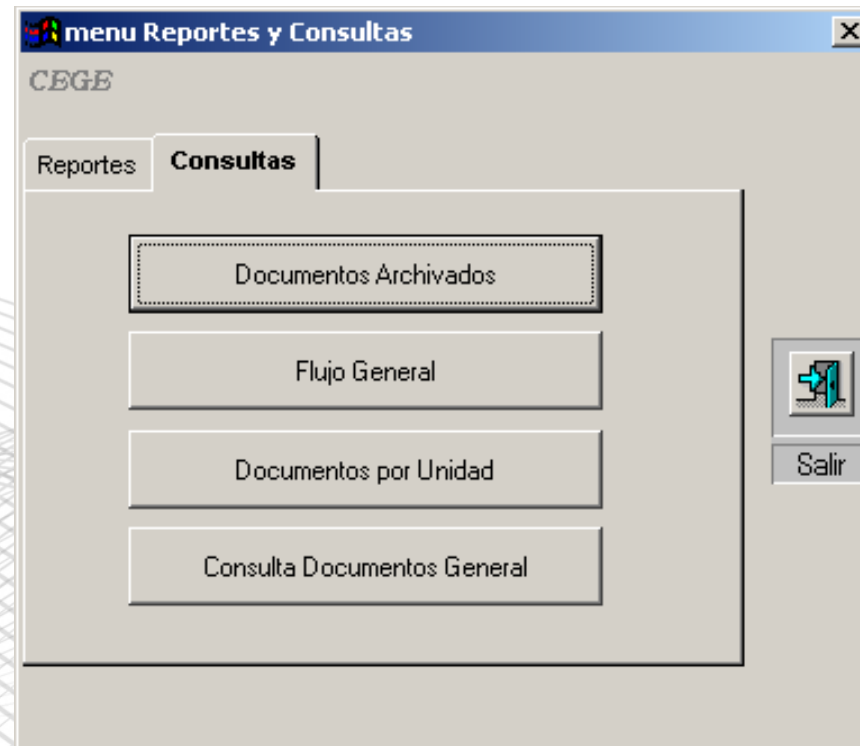 menu Reportes y Consultas
CEGE
Reportes
Consultas
Documentos Archivados
Flujo General
Documentos por Unidad
Consulta Documentos General
Salir